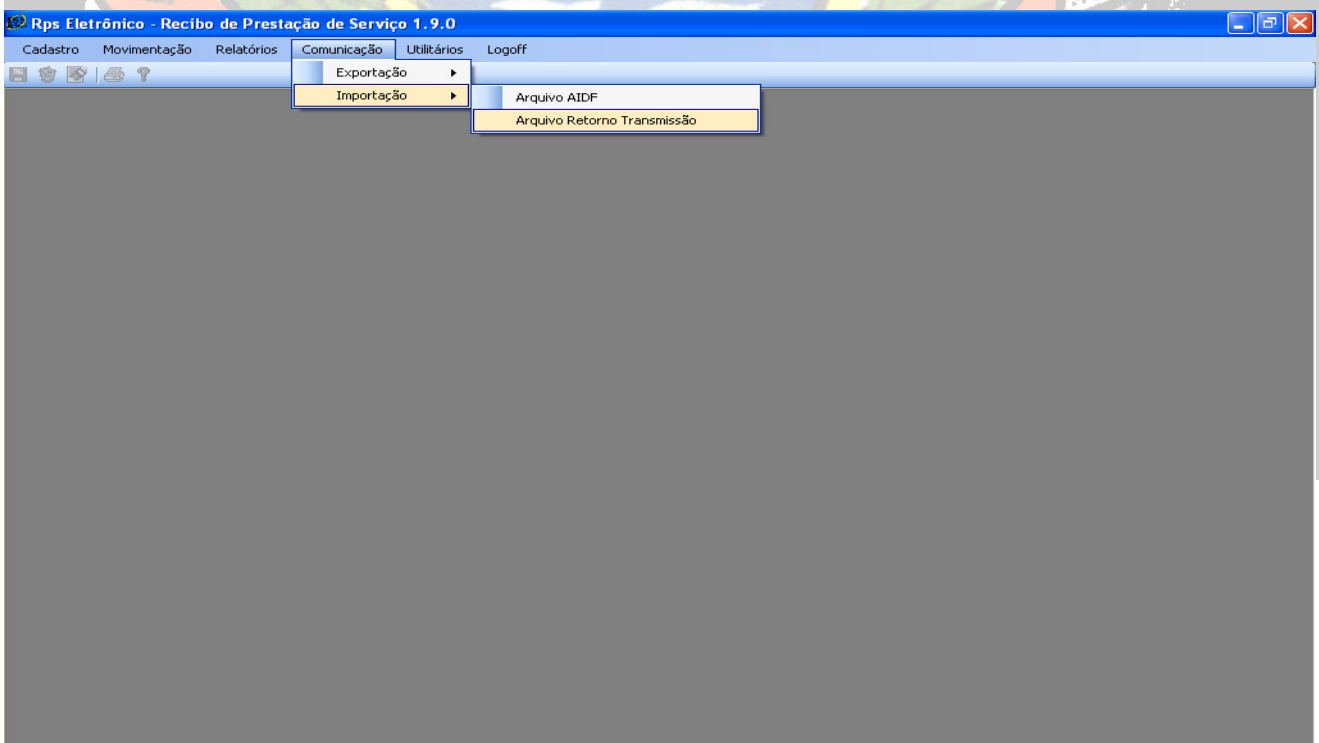 Rps Eletrônico - Recibo de Prestação de Serviço 1.9.0
Cadastro Movimentação Relatórios Comunicação Utilitários Logoff
Exportação
Importação
Arquivo AIDF
Arquivo Retorno Transmissão